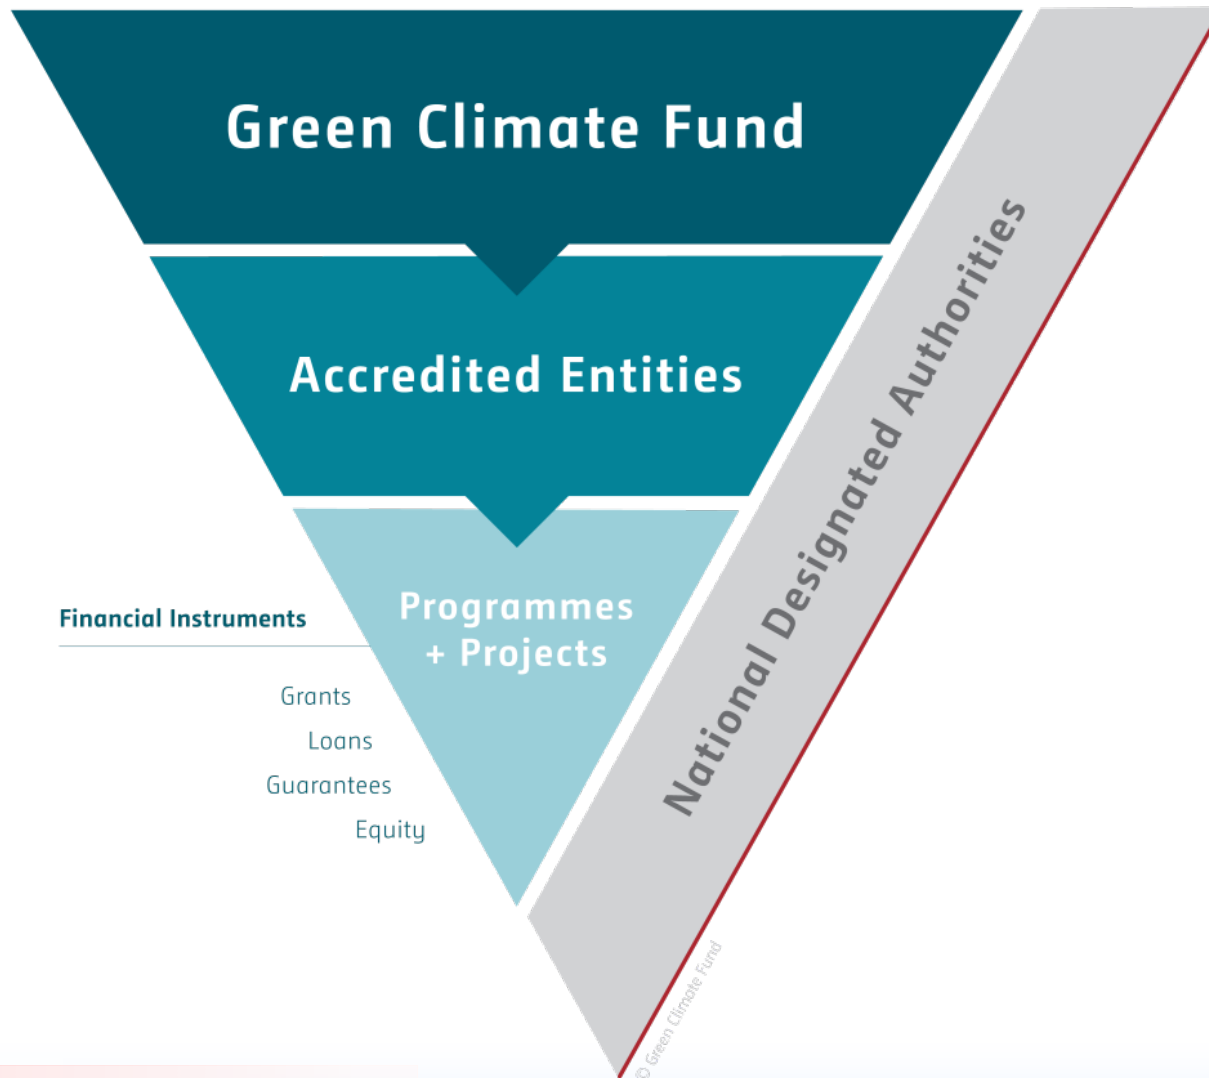 Green Climate Fund
Accredited Entities
Programmes
+ Projects
Financial Instruments
Grants
Loans
Guarantees
Equity
National Designated Authorities
© Green Climate Fund